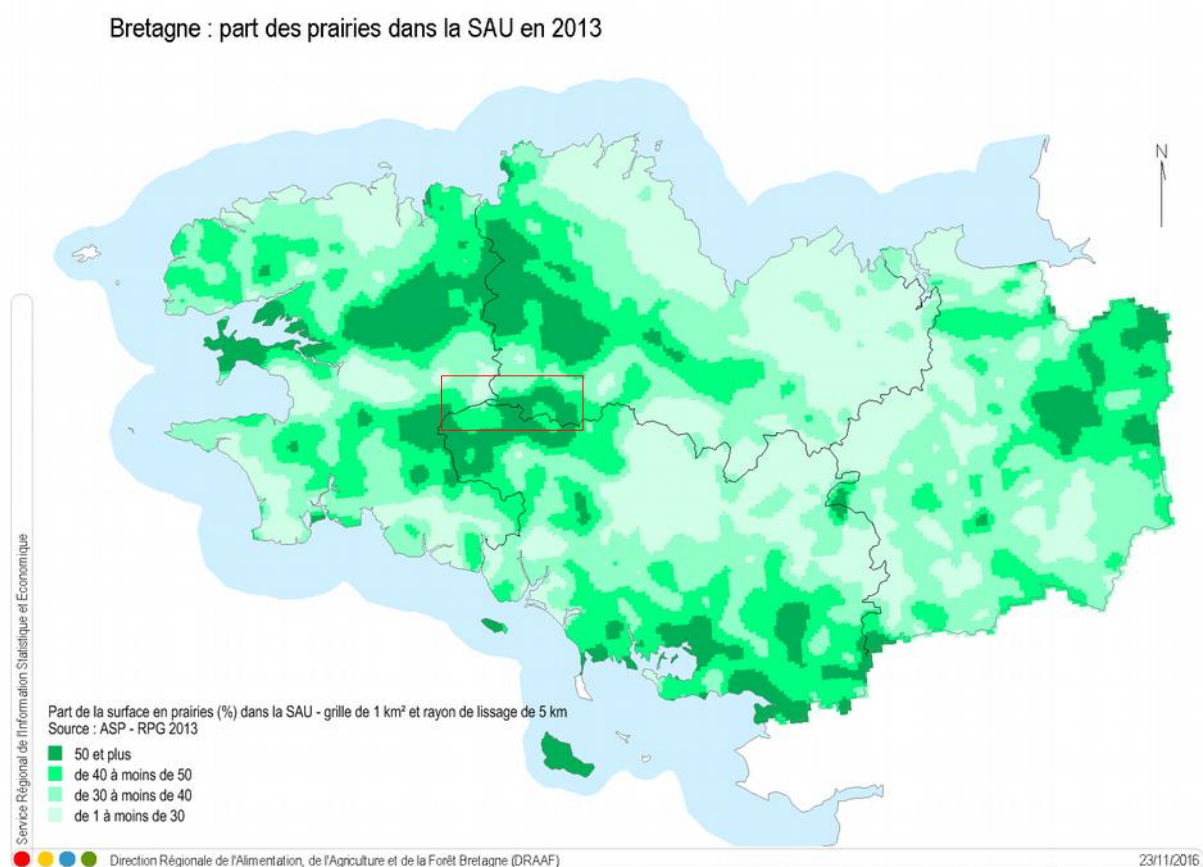 Bretagne : part des prairies dans la SAU en 2013
N
Service Régional de l'Information Statistique et Economique
Part de la surface en prairies (%) dans la SAU - grille de 1 km² et rayon de lissage de 5 km
Source : ASP - RPG 2013
50 et plus
de 40 à moins de 50
de 30 à moins de 40
de 1 à moins de 30
Direction Régionale de l'Alimentation, de l'Agriculture et de la Forêt Bretagne (DRAAF)
23/11/2016